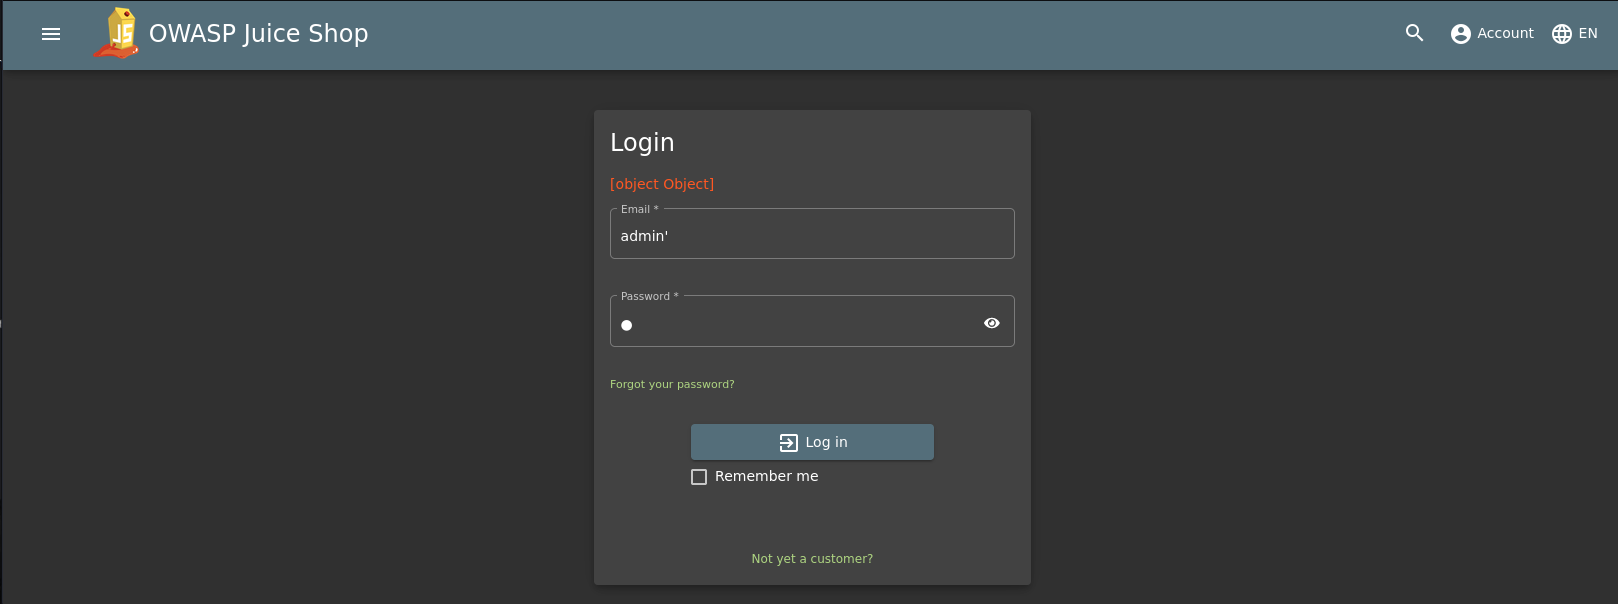 OWASP Juice Shop
Account
EN
Login
[object Object]
Email *
admin'
Password *
Forgot your password?
Log in
Remember me
Not yet a customer?